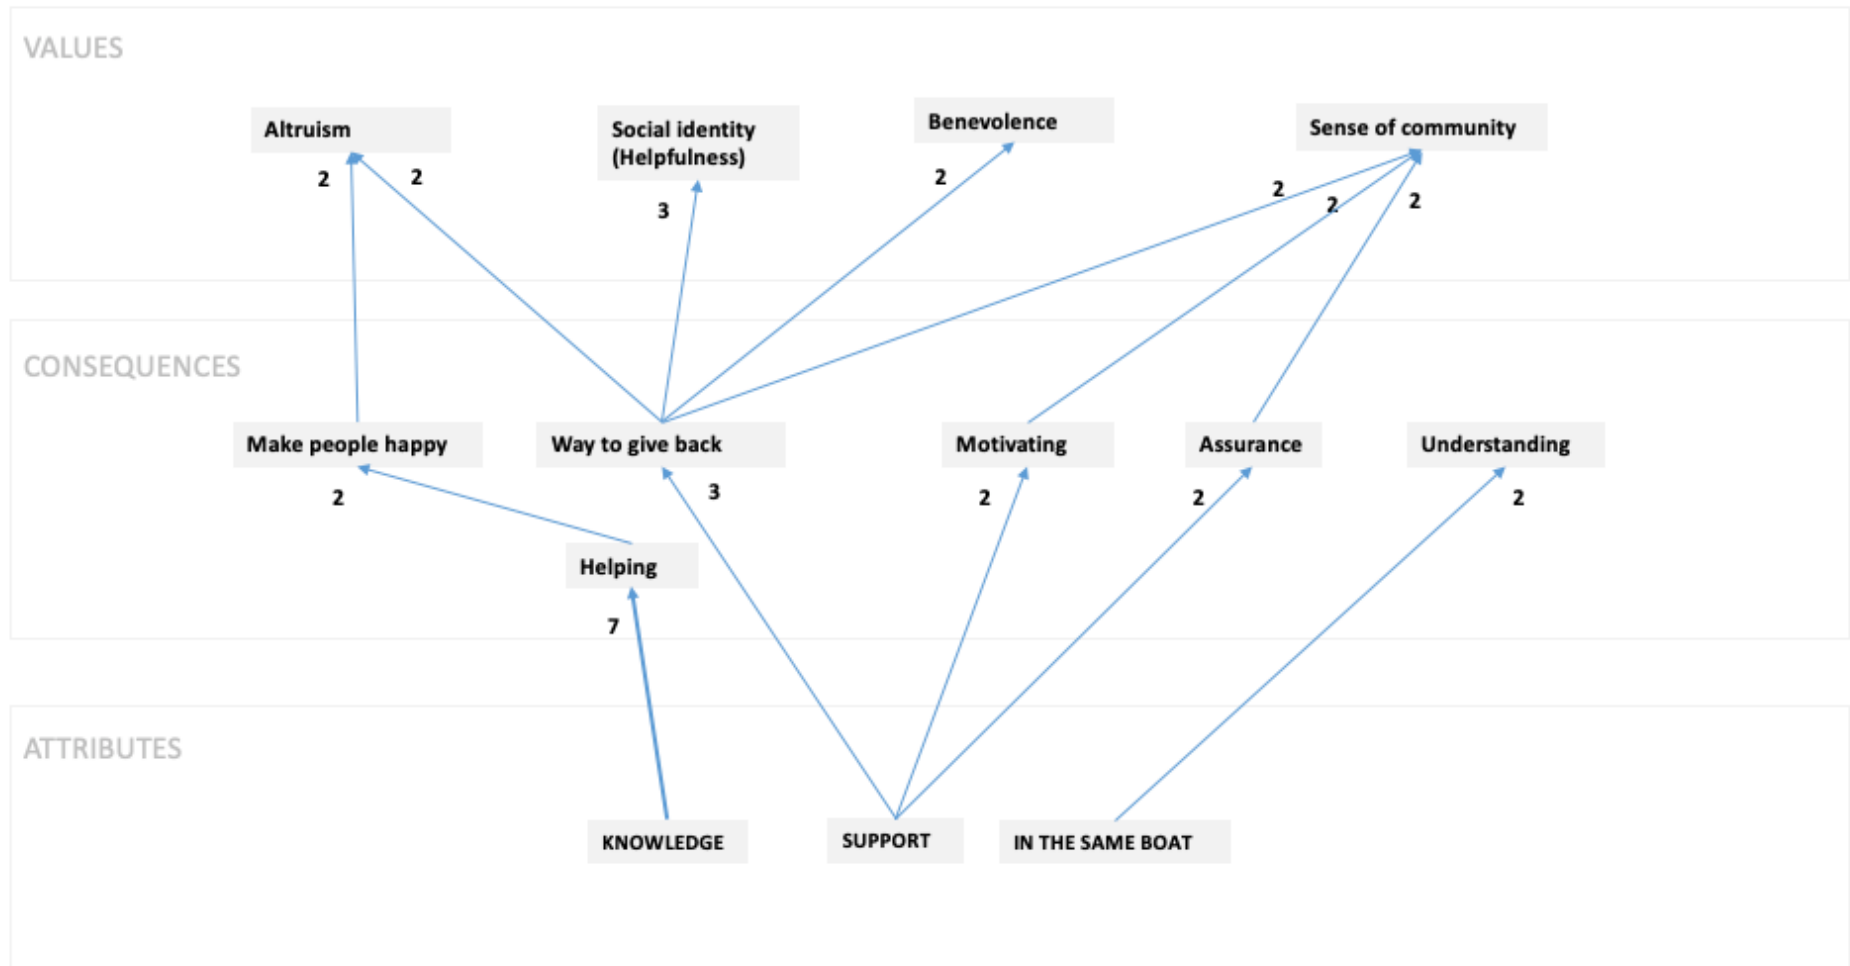 VALUES
Altruism
Social identity
(Helpfulness)
Benevolence
Sense of community
2
2
3
2
2
2
2
CONSEQUENCES
Make people happy
Way to give back
Motivating
Assurance
Understanding
2
3
2
2
2
Helping
7
ATTRIBUTES
KNOWLEDGE
SUPPORT
IN THE SAME BOAT